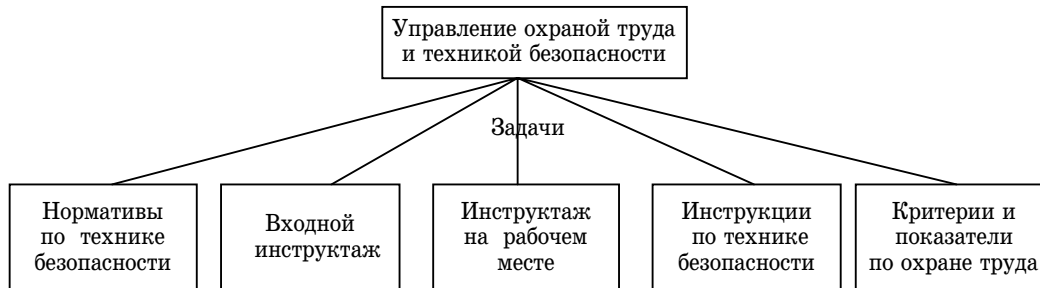 Управление охраной труда
и техникой безопасности
Задачи
Нормативы
по технике
безопасности
Входной
инструктаж
Инструктаж
на рабочем
месте
Инструкции
по технике
безопасности
Критерии и
показатели
по охране труда